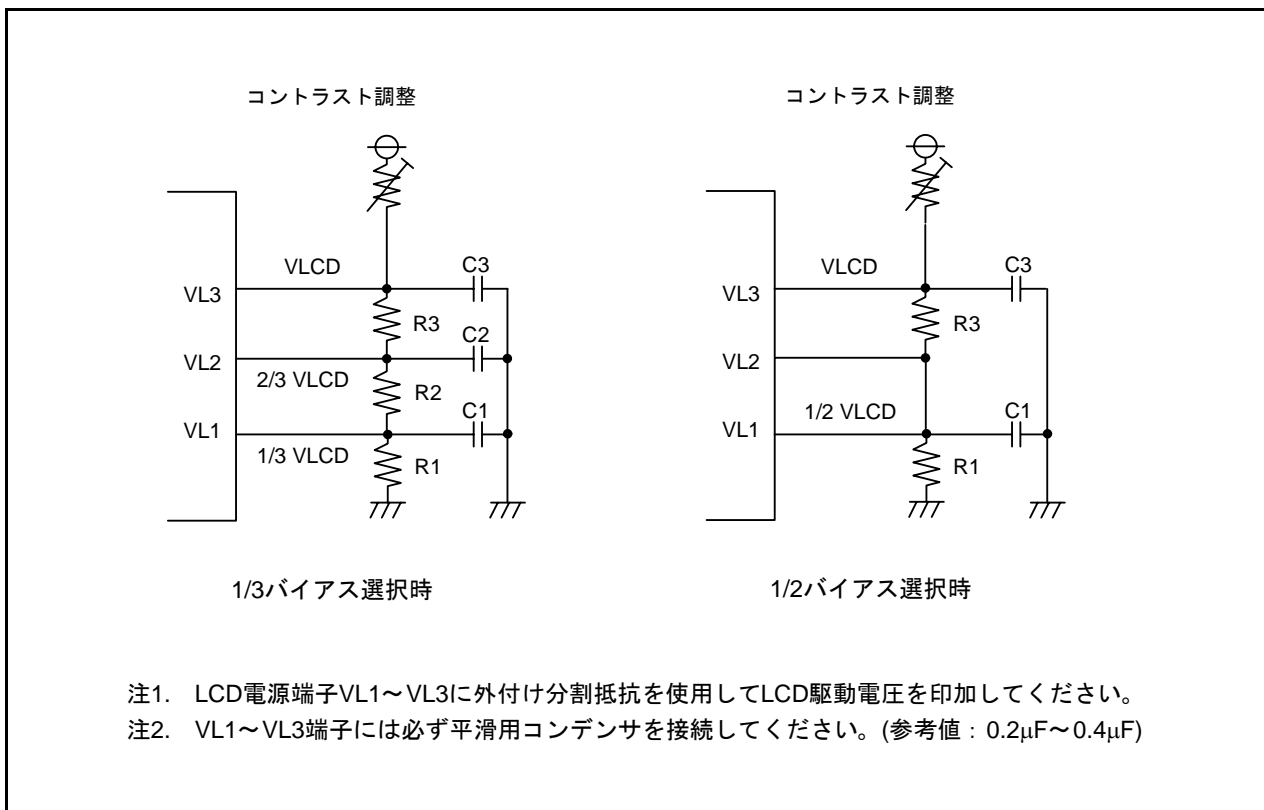 コントラスト調整
VLCD
C3
VL3
R3
C2
VL2
2/3 VLCD
R2
C1
VL1
1/3 VLCD
R1
1/3バイアス選択時
コントラスト調整
VLCD
C3
VL3
R3
VL2
1/2 VLCD
C1
VL1
R1
1/2バイアス選択時
注1. LCD電源端子VL1～VL3に外付け分割抵抗を使用してLCD駆動電圧を印加してください。
注2. VL1～VL3端子には必ず平滑用コンデンサを接続してください。(参考値：0.2μF～0.4μF)